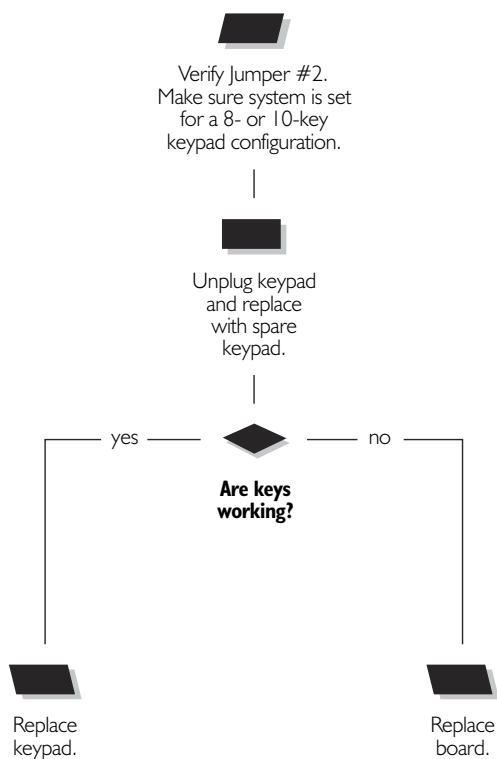 Verify Jumper #2.
Make sure system is set
for a 8- or 10-key
keypad configuration.
Unplug keypad
and replace
with spare
keypad.
yes
no
Are keys
working?
Replace
keypad.
Replace
board.